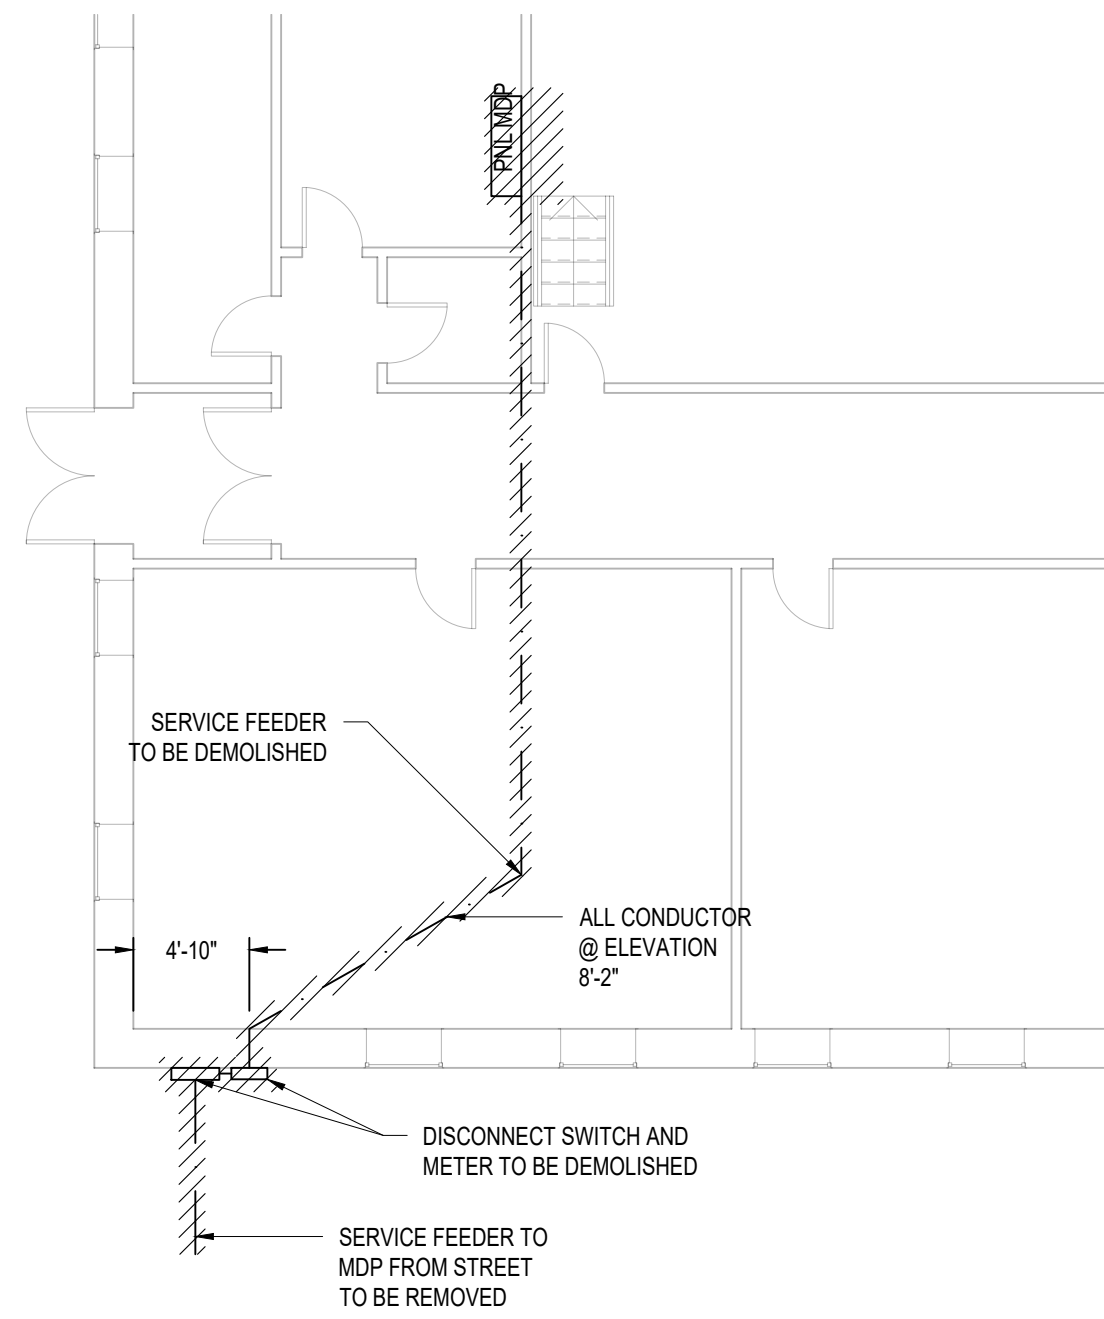 PNL MDP
SERVICE FEEDER
TO BE DEMOLISHED
ALL CONDUCTOR
@ ELEVATION
8'-2"
4'-10"
DISCONNECT SWITCH AND
METER TO BE DEMOLISHED
SERVICE FEEDER TO
MDP FROM STREET
TO BE REMOVED